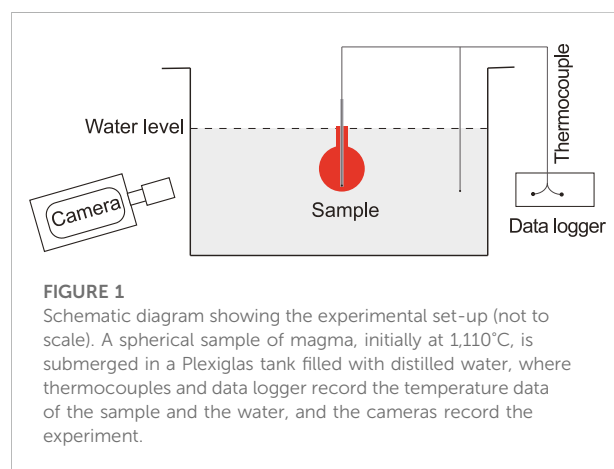 Thermocouple
Water level
Camera
Sample
Data logger
FIGURE 1
Schematic diagram showing the experimental set-up (not to
scale). A spherical sample of magma, initially at 1,110°C, is
submerged in a Plexiglas tank filled with distilled water, where
thermocouples and data logger record the temperature data
of the sample and the water, and the cameras record the
experiment.